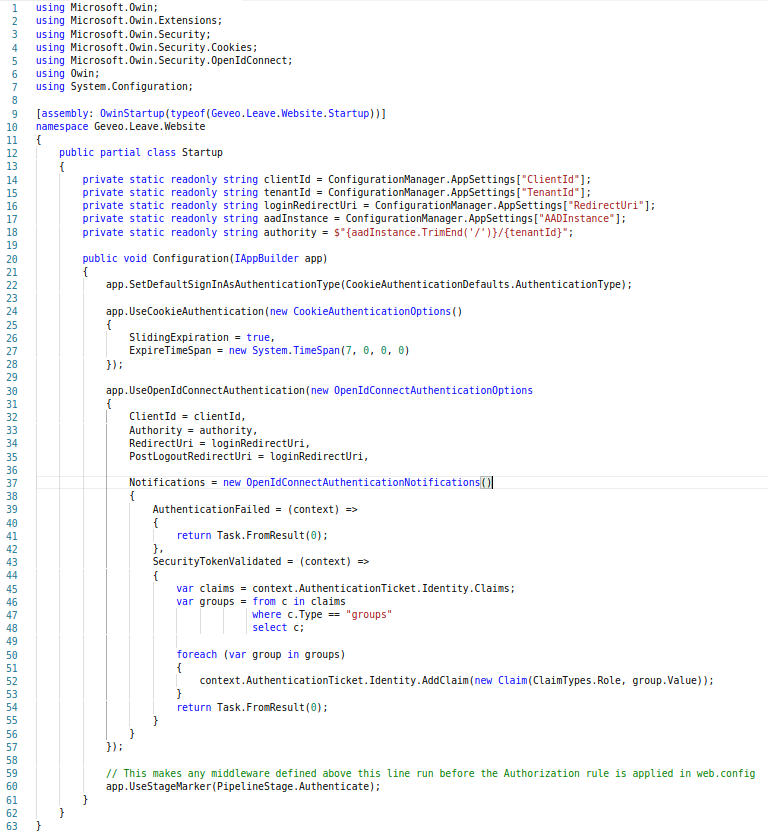 1 using Microsoft.Owin;
2 using Microsoft.Owin.Extensions;
3 using Microsoft.Owin.Security;
4 using Microsoft.Owin.Security.Cookies;
5 using Microsoft.Owin.Security.OpenIdConnect;
6 using Owin;
7 using System.Configuration;
8
9 [assembly: OwinStartup(typeof(Geveo.Leave.Website.Startup))]
10 namespace Geveo.Leave.Website
11 {
12     public partial class Startup
13     {
14         private static readonly string clientId = ConfigurationManager.AppSettings["ClientId"];
15         private static readonly string tenantId = ConfigurationManager.AppSettings["TenantId"];
16         private static readonly string loginRedirectUri = ConfigurationManager.AppSettings["RedirectUri"];
17         private static readonly string aadInstance = ConfigurationManager.AppSettings["AADInstance"];
18         private static readonly string authority = $"{aadInstance.TrimEnd('/')}/{tenantId}";
19
20         public void Configuration(IAppBuilder app)
21         {
22             app.SetDefaultSignInAsAuthenticationType(CookieAuthenticationDefaults.AuthenticationType);
23
24             app.UseCookieAuthentication(new CookieAuthenticationOptions()
25             {
26                 SlidingExpiration = true,
27                 ExpireTimeSpan = new System.TimeSpan(7, 0, 0, 0)
28             });
29
30             app.UseOpenIdConnectAuthentication(new OpenIdConnectAuthenticationOptions
31             {
32                 ClientId = clientId,
33                 Authority = authority,
34                 RedirectUri = loginRedirectUri,
35                 PostLogoutRedirectUri = loginRedirectUri,
36
37                 Notifications = new OpenIdConnectAuthenticationNotifications()
38                 {
39                     AuthenticationFailed = (context) =>
40                     {
41                         return Task.FromResult(0);
42                     },
43                     SecurityTokenValidated = (context) =>
44                     {
45                         var claims = context.AuthenticationTicket.Identity.Claims;
46                         var groups = from c in claims
47                                      where c.Type == "groups"
48                                      select c;
49
50                         foreach (var group in groups)
51                         {
52                             context.AuthenticationTicket.Identity.AddClaim(new Claim(ClaimTypes.Role, group.Value));
53                         }
54                         return Task.FromResult(0);
55                     }
56                 }
57             });
58
59             // This makes any middleware defined above this line run before the Authorization rule is applied in web.config
60             app.UseStageMarker(PipelineStage.Authenticate);
61         }
62     }
63 }